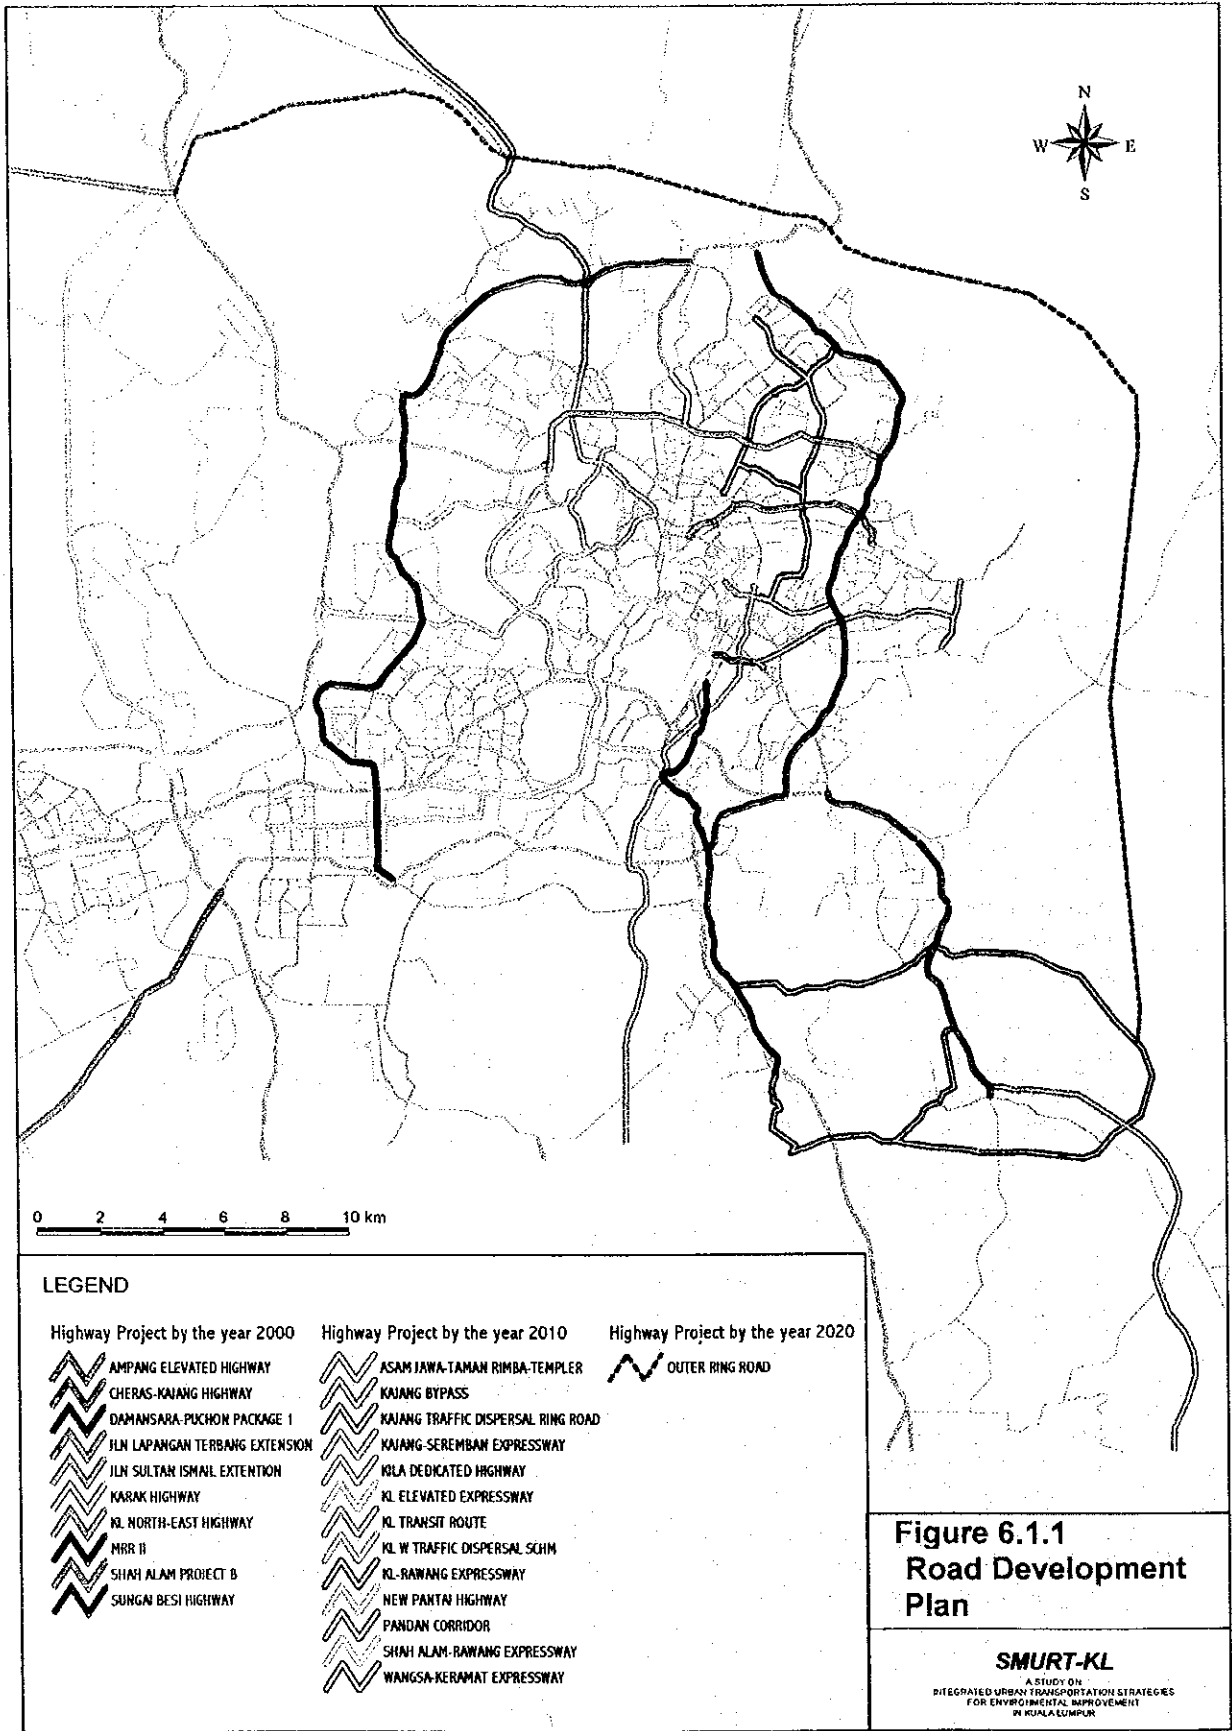 N
W E
S
0 2 4 6 8 10 km
LEGEND
Highway Project by the year 2000
AMPANG ELEVATED HIGHWAY
CHERAS-KAJANG HIGHWAY
DAMANSARA-PUCHON PACKAGE 1
JLN LAPANGAN TERBANG EXTENSION
JLN SULTAN ISMAIL EXTENTION
KARAK HIGHWAY
KL NORTH-EAST HIGHWAY
MRR II
SHAH ALAM PROJECT B
SUNGAI BESI HIGHWAY
Highway Project by the year 2010
ASAM JAWA-TAMAN RIMBA-TEMPLER
KAJANG BYPASS
KAJANG TRAFFIC DISPERSAL RING ROAD
KAJANG-SEREMBAN EXPRESSWAY
KLIA DEDICATED HIGHWAY
KL ELEVATED EXPRESSWAY
KL TRANSIT ROUTE
KL W TRAFFIC DISPERSAL SCHM
KL-RAWANG EXPRESSWAY
NEW PANTAI HIGHWAY
PANDAN CORRIDOR
SHAH ALAM-RAWANG EXPRESSWAY
WANGSA-KERAMAT EXPRESSWAY
Highway Project by the year 2020
OUTER RING ROAD
Figure 6.1.1
Road Development
Plan
SMURT-KL
A STUDY ON
INTEGRATED URBAN TRANSPORTATION STRATEGIES
FOR ENVIRONMENTAL IMPROVEMENT
IN KUALA LUMPUR